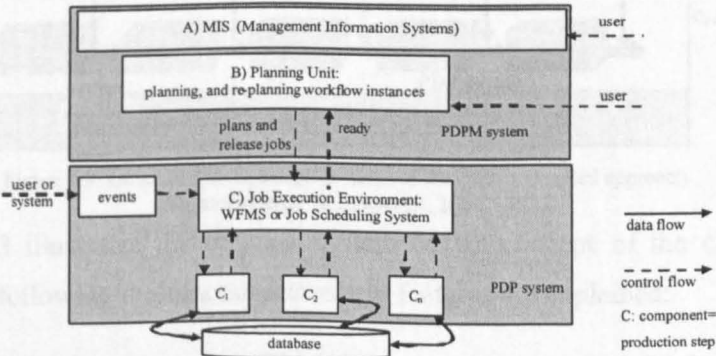 A) MIS (Management Information Systems)
user
B) Planning Unit:
planning, and re-planning workflow instances
user
plans and
release jobs
ready
PDPM system
user or
system
events
C) Job Execution Environment:
WFMS or Job Scheduling System
data flow
control flow
C₂
Cₙ
PDP system
C: component=
production step
database